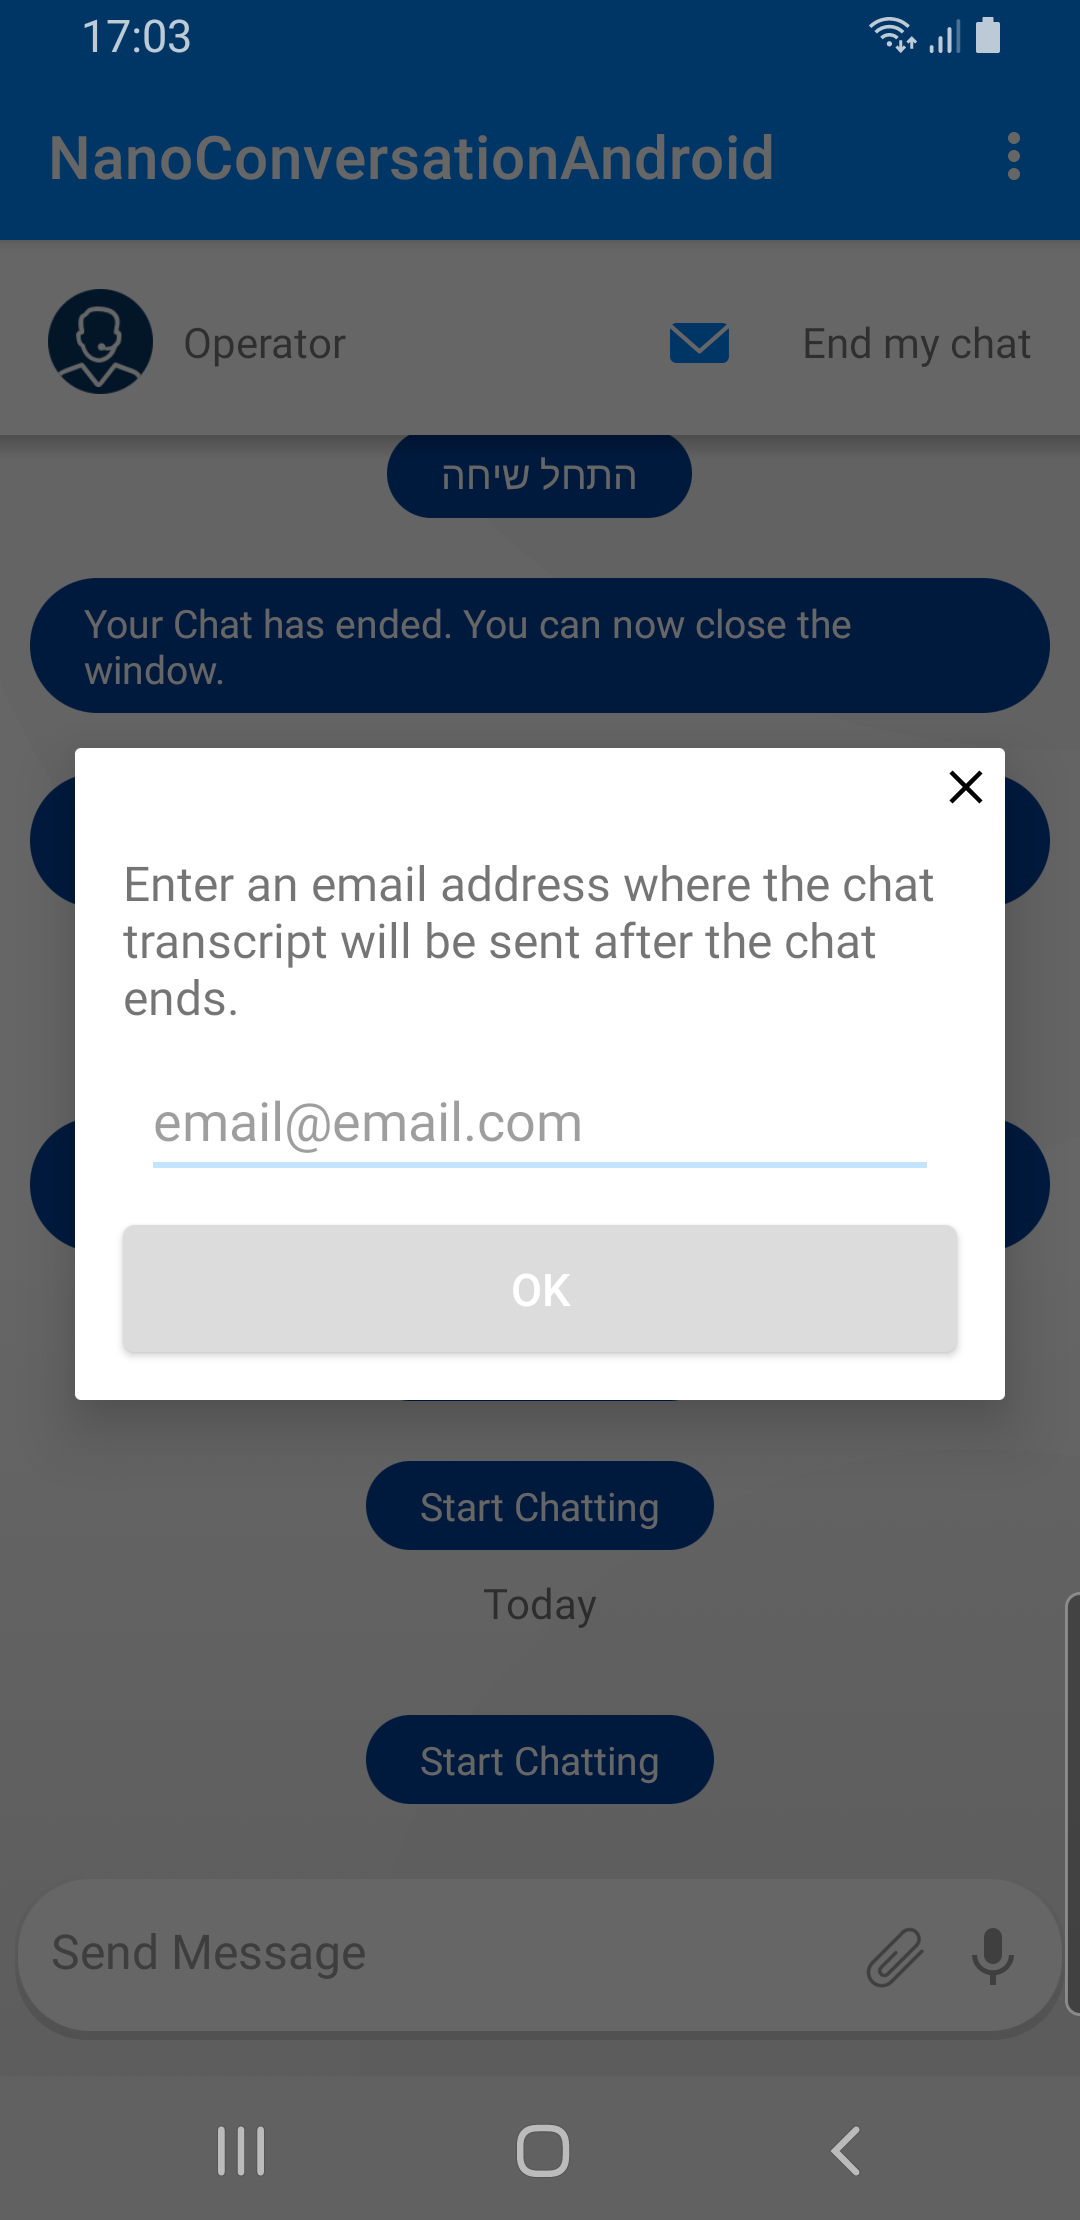 17:03
NanoConversationAndroid
Operator
End my chat
התחל שיחה
Your Chat has ended. You can now close the
window.
Enter an email address where the chat
transcript will be sent after the chat
ends.
email@email.com
OK
Start Chatting
Today
Start Chatting
Send Message